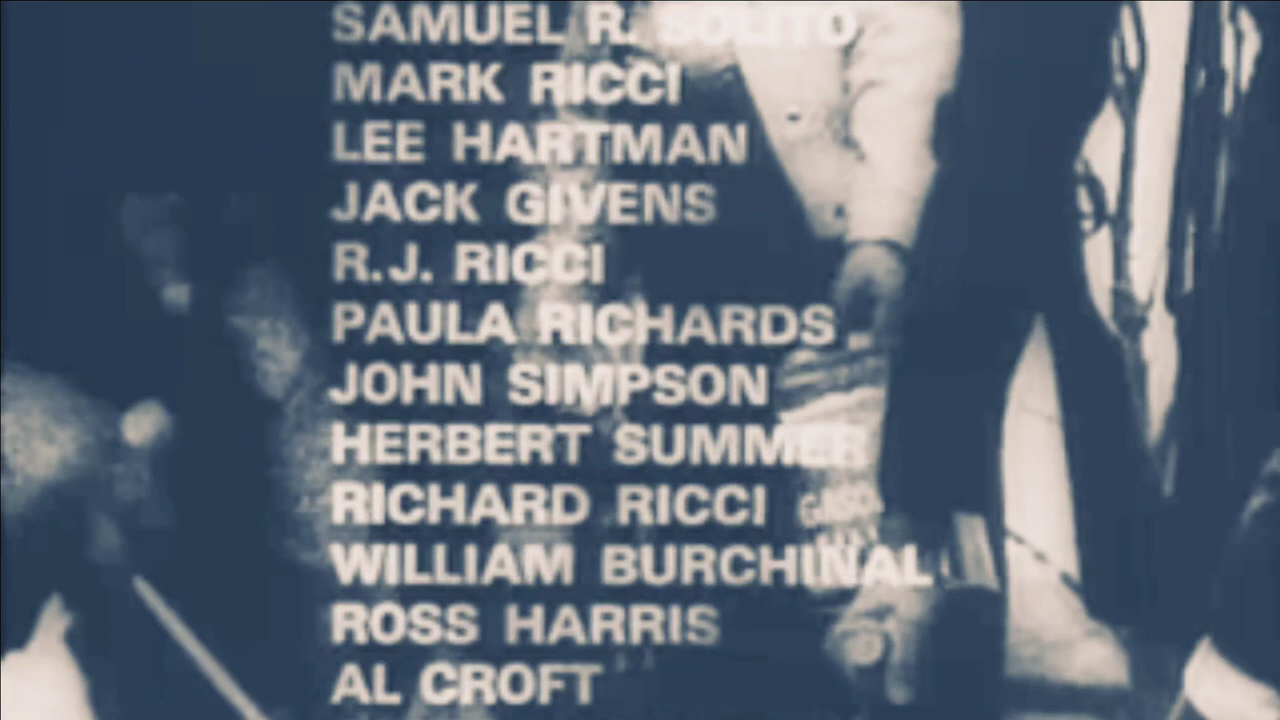 SAMUEL R. SOLITO
MARK RICCI
LEE HARTMAN
JACK GIVENS
R.J. RICCI
PAULA RICHARDS
JOHN SIMPSON
HERBERT SUMMER
RICHARD RICCI
WILLIAM BURCHINAL
ROSS HARRIS
AL CROFT